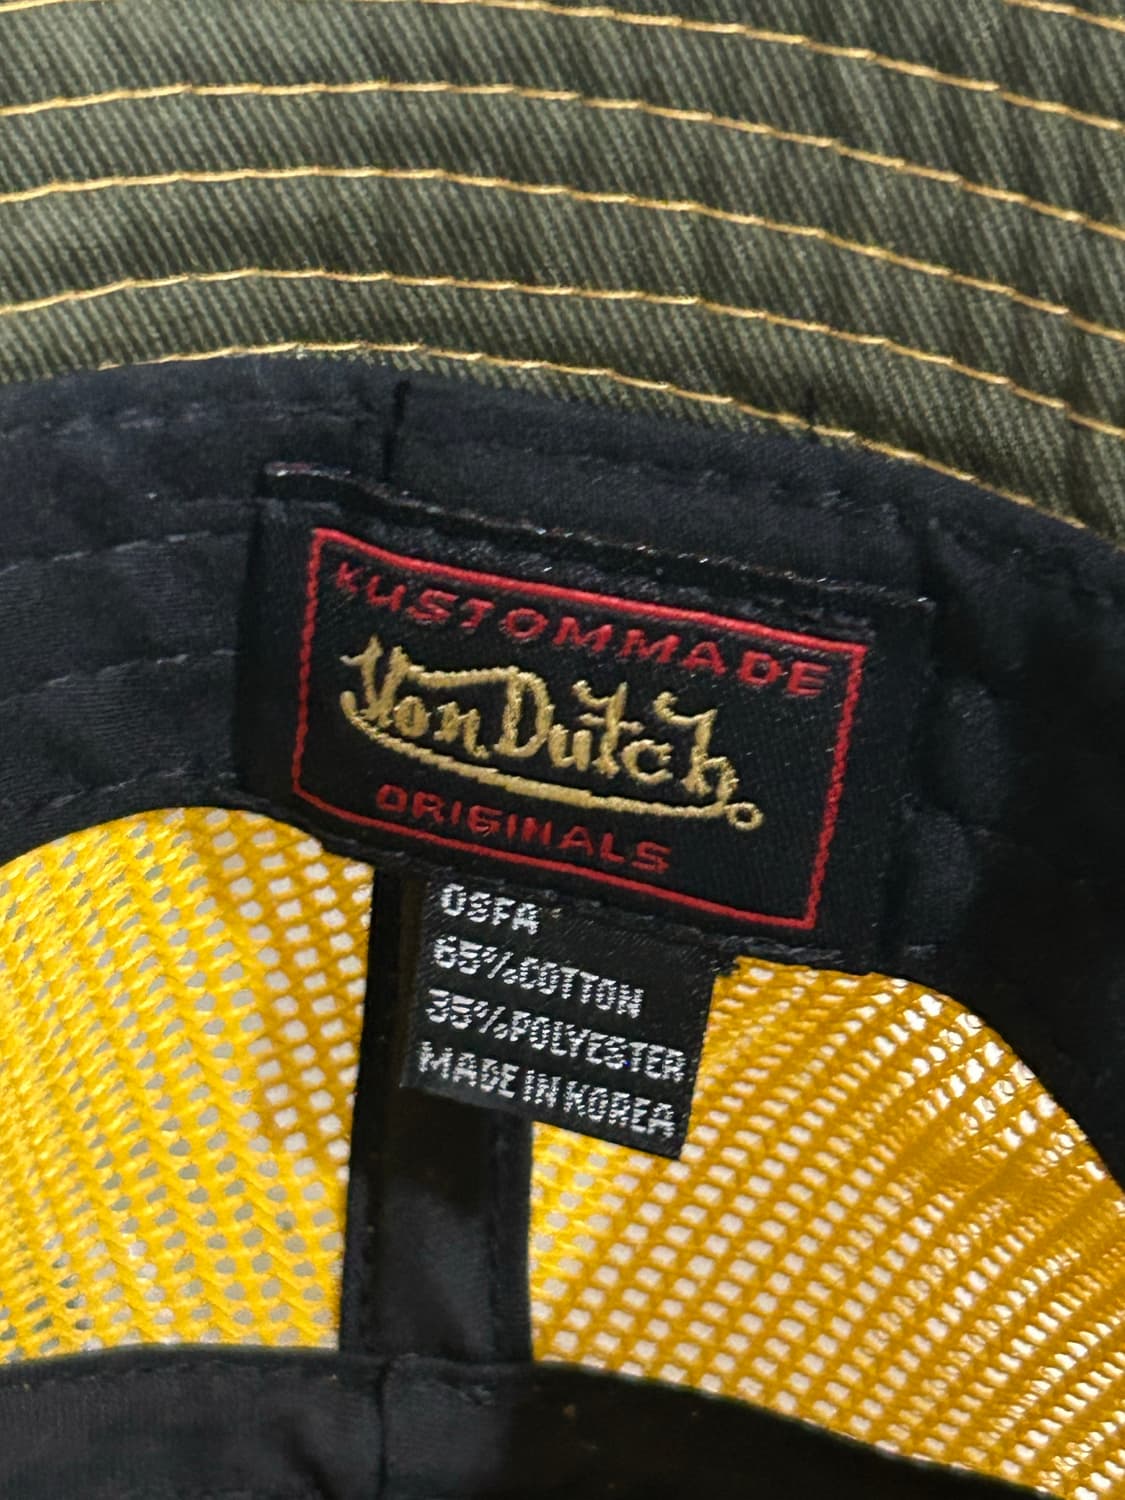 KUSTOMMADE
Von Dutch
ORIGINALS
OSFA
65%COTTON
35%POLYESTER
MADE IN KOREA